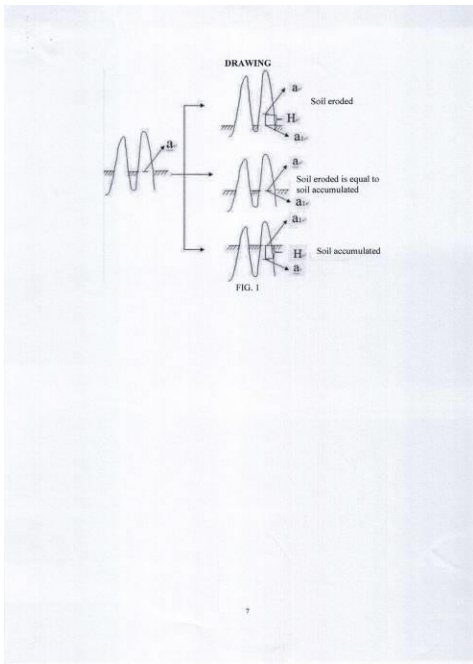 DRAWING
a
Soil eroded
H
a₁
a
a
Soil eroded is equal to
soil accumulated
a₁
a₁
H
Soil accumulated
a
FIG. 1
7